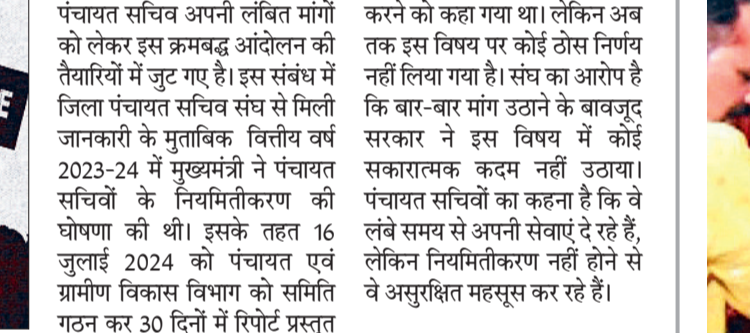 पंचायत सचिव अपनी लंबित मांगों
को लेकर इस क्रमबद्ध आंदोलन की
तैयारियों में जुट गए है। इस संबंध में
जिला पंचायत सचिव संघ से मिली
जानकारी के मुताबिक वित्तीय वर्ष
2023-24 में मुख्यमंत्री ने पंचायत
सचिवों के नियमितीकरण की
घोषणा की थी। इसके तहत 16
जुलाई 2024 को पंचायत एवं
ग्रामीण विकास विभाग को समिति
गठन कर 30 दिनों में रिपोर्ट प्रस्तुत
करने को कहा गया था। लेकिन अब
तक इस विषय पर कोई ठोस निर्णय
नहीं लिया गया है। संघ का आरोप है
कि बार-बार मांग उठाने के बावजूद
सरकार ने इस विषय में कोई
सकारात्मक कदम नहीं उठाया।
पंचायत सचिवों का कहना है कि वे
लंबे समय से अपनी सेवाएं दे रहे हैं,
लेकिन नियमितीकरण नहीं होने से
वे असुरक्षित महसूस कर रहे हैं।